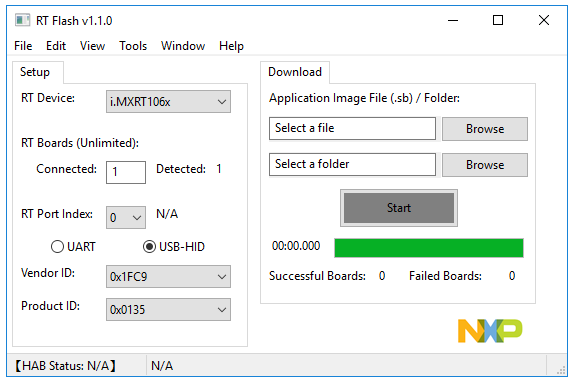 RT Flash v1.1.0
File Edit View Tools Window Help
Setup
RT Device: i.MXRT106x
RT Boards (Unlimited):
Connected: 1 Detected: 1
RT Port Index: 0 N/A
UART USB-HID
Vendor ID: 0x1FC9
Product ID: 0x0135
Download
Application Image File (.sb) / Folder:
Select a file Browse
Select a folder Browse
Start
00:00.000
Successful Boards: 0 Failed Boards: 0
NXP
【HAB Status: N/A】 N/A